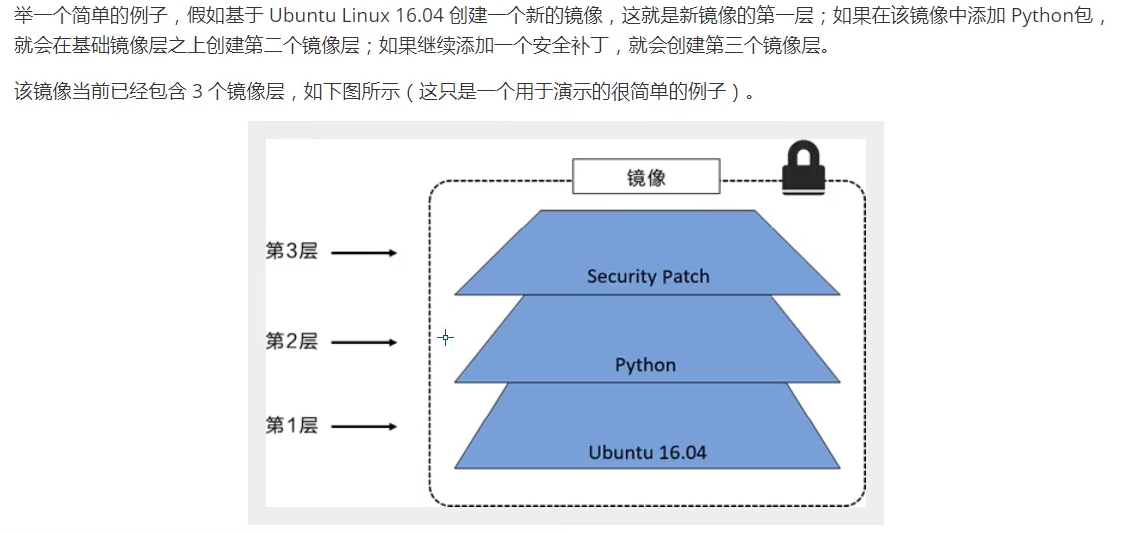 举一个简单的例子，假如基于 Ubuntu Linux 16.04 创建一个新的镜像，这就是新镜像的第一层；如果在该镜像中添加 Python包，
就会在基础镜像层之上创建第二个镜像层；如果继续添加一个安全补丁，就会创建第三个镜像层。
该镜像当前已经包含 3 个镜像层，如下图所示（这只是一个用于演示的很简单的例子）。
镜像
第3层
Security Patch
第2层
Python
第1层
Ubuntu 16.04